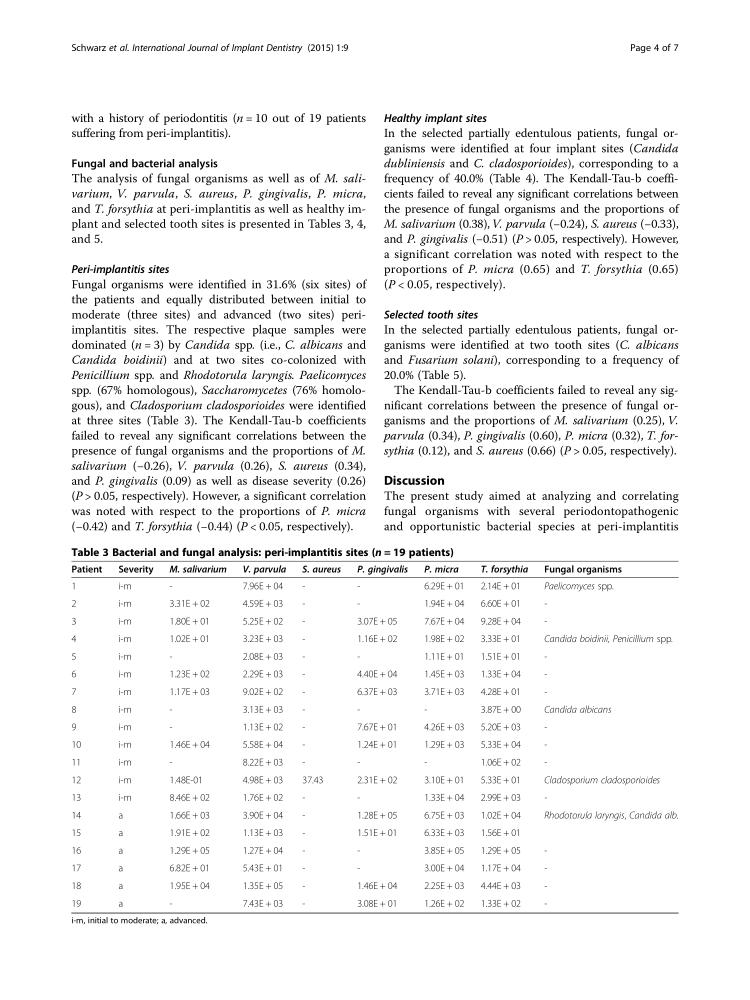 Schwarz et al. International Journal of Implant Dentistry (2015) 1:9
Page 4 of 7
with a history of periodontitis (n = 10 out of 19 patients
suffering from peri-implantitis).
Fungal and bacterial analysis
The analysis of fungal organisms as well as of M. sali-
varium, V. parvula, S. aureus, P. gingivalis, P. micra,
and T. forsythia at peri-implantitis as well as healthy im-
plant and selected tooth sites is presented in Tables 3, 4,
and 5.
Peri-implantitis sites
Fungal organisms were identified in 31.6% (six sites) of
the patients and equally distributed between initial to
moderate (three sites) and advanced (two sites) peri-
implantitis sites. The respective plaque samples were
dominated (n = 3) by Candida spp. (i.e., C. albicans and
Candida boidinii) and at two sites co-colonized with
Penicillium spp. and Rhodotorula laryngis. Paelicomyces
spp. (67% homologous), Saccharomycetes (76% homolo-
gous), and Cladosporium cladosporioides were identified
at three sites (Table 3). The Kendall-Tau-b coefficients
failed to reveal any significant correlations between the
presence of fungal organisms and the proportions of M.
salivarium (−0.26), V. parvula (0.26), S. aureus (0.34),
and P. gingivalis (0.09) as well as disease severity (0.26)
(P > 0.05, respectively). However, a significant correlation
was noted with respect to the proportions of P. micra
(−0.42) and T. forsythia (−0.44) (P < 0.05, respectively).
Healthy implant sites
In the selected partially edentulous patients, fungal or-
ganisms were identified at four implant sites (Candida
dubliniensis and C. cladosporioides), corresponding to a
frequency of 40.0% (Table 4). The Kendall-Tau-b coeffi-
cients failed to reveal any significant correlations between
the presence of fungal organisms and the proportions of
M. salivarium (0.38), V. parvula (−0.24), S. aureus (−0.33),
and P. gingivalis (−0.51) (P > 0.05, respectively). However,
a significant correlation was noted with respect to the
proportions of P. micra (0.65) and T. forsythia (0.65)
(P < 0.05, respectively).
Selected tooth sites
In the selected partially edentulous patients, fungal or-
ganisms were identified at two tooth sites (C. albicans
and Fusarium solani), corresponding to a frequency of
20.0% (Table 5).
The Kendall-Tau-b coefficients failed to reveal any sig-
nificant correlations between the presence of fungal or-
ganisms and the proportions of M. salivarium (0.25), V.
parvula (0.34), P. gingivalis (0.60), P. micra (0.32), T. for-
sythia (0.12), and S. aureus (0.66) (P > 0.05, respectively).
Discussion
The present study aimed at analyzing and correlating
fungal organisms with several periodontopathogenic
and opportunistic bacterial species at peri-implantitis
Table 3 Bacterial and fungal analysis: peri-implantitis sites (n = 19 patients)
Patient Severity M. salivarium V. parvula S. aureus P. gingivalis P. micra T. forsythia Fungal organisms
1 i-m - 7.96E + 04 - - 6.29E + 01 2.14E + 01 Paelicomyces spp.
2 i-m 3.31E + 02 4.59E + 03 - - 1.94E + 04 6.60E + 01 -
3 i-m 1.80E + 01 5.25E + 02 - 3.07E + 05 7.67E + 04 9.28E + 04 -
4 i-m 1.02E + 01 3.23E + 03 - 1.16E + 02 1.98E + 02 3.33E + 01 Candida boidinii, Penicillium spp.
5 i-m - 2.08E + 03 - - 1.11E + 01 1.51E + 01 -
6 i-m 1.23E + 02 2.29E + 03 - 4.40E + 04 1.45E + 03 1.33E + 04 -
7 i-m 1.17E + 03 9.02E + 02 - 6.37E + 03 3.71E + 03 4.28E + 01 -
8 i-m - 3.13E + 03 - - - 3.87E + 00 Candida albicans
9 i-m - 1.13E + 02 - 7.67E + 01 4.26E + 03 5.20E + 03 -
10 i-m 1.46E + 04 5.58E + 04 - 1.24E + 01 1.29E + 03 5.33E + 04 -
11 i-m - 8.22E + 03 - - - 1.06E + 02 -
12 i-m 1.48E-01 4.98E + 03 37.43 2.31E + 02 3.10E + 01 5.33E + 01 Cladosporium cladosporioides
13 i-m 8.46E + 02 1.76E + 02 - - 1.33E + 04 2.99E + 03 -
14 a 1.66E + 03 3.90E + 04 - 1.28E + 05 6.75E + 03 1.02E + 04 Rhodotorula laryngis, Candida alb.
15 a 1.91E + 02 1.13E + 03 - 1.51E + 01 6.33E + 03 1.56E + 01
16 a 1.29E + 05 1.27E + 04 - - 3.85E + 05 1.29E + 05 -
17 a 6.82E + 01 5.43E + 01 - - 3.00E + 04 1.17E + 04 -
18 a 1.95E + 04 1.35E + 05 - 1.46E + 04 2.25E + 03 4.44E + 03 -
19 a - 7.43E + 03 - 3.08E + 01 1.26E + 02 1.33E + 02 -
i-m, initial to moderate; a, advanced.